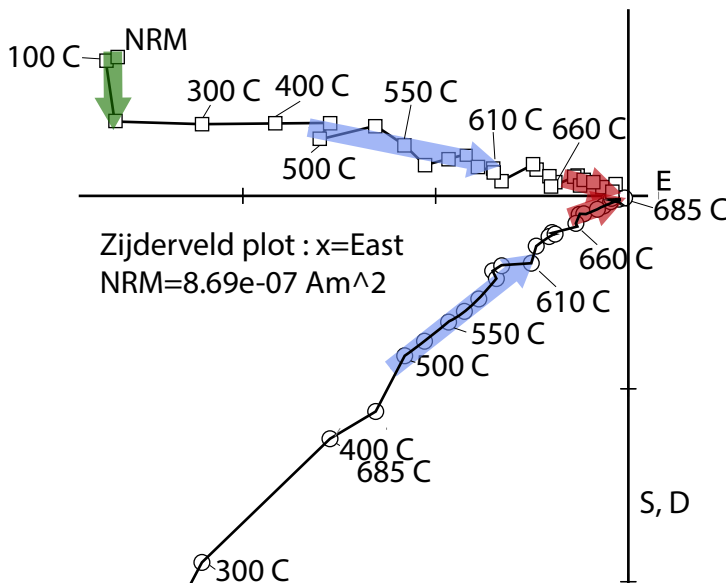 NRM
100 C
300 C
400 C
550 C
500 C
610 C
660 C
E
685 C
Zijderveld plot : x=East
NRM=8.69e-07 Am^2
660 C
610 C
550 C
500 C
400 C
685 C
S, D
300 C